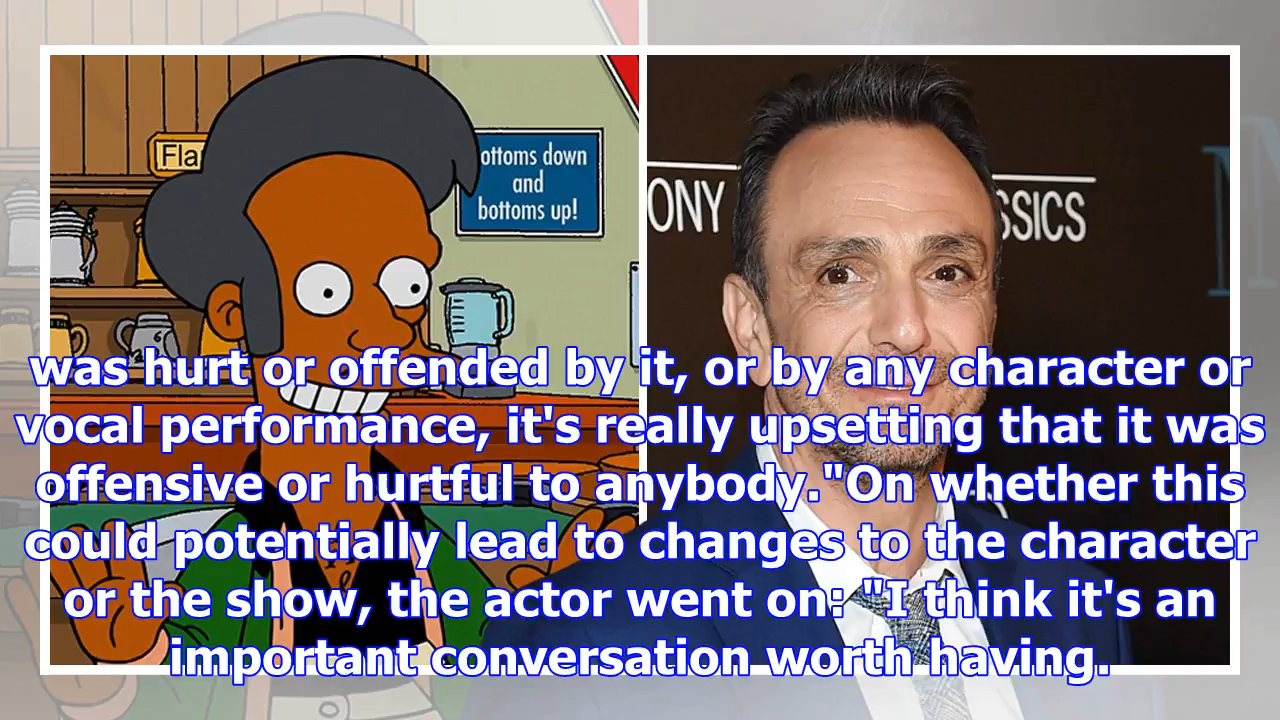 Fla
ottoms down
and
bottoms up!
ONY
SSICS
was hurt or offended by it, or by any character or
vocal performance, it's really upsetting that it was
offensive or hurtful to anybody."On whether this
could potentially lead to changes to the character
or the show, the actor went on: "I think it's an
important conversation worth having.